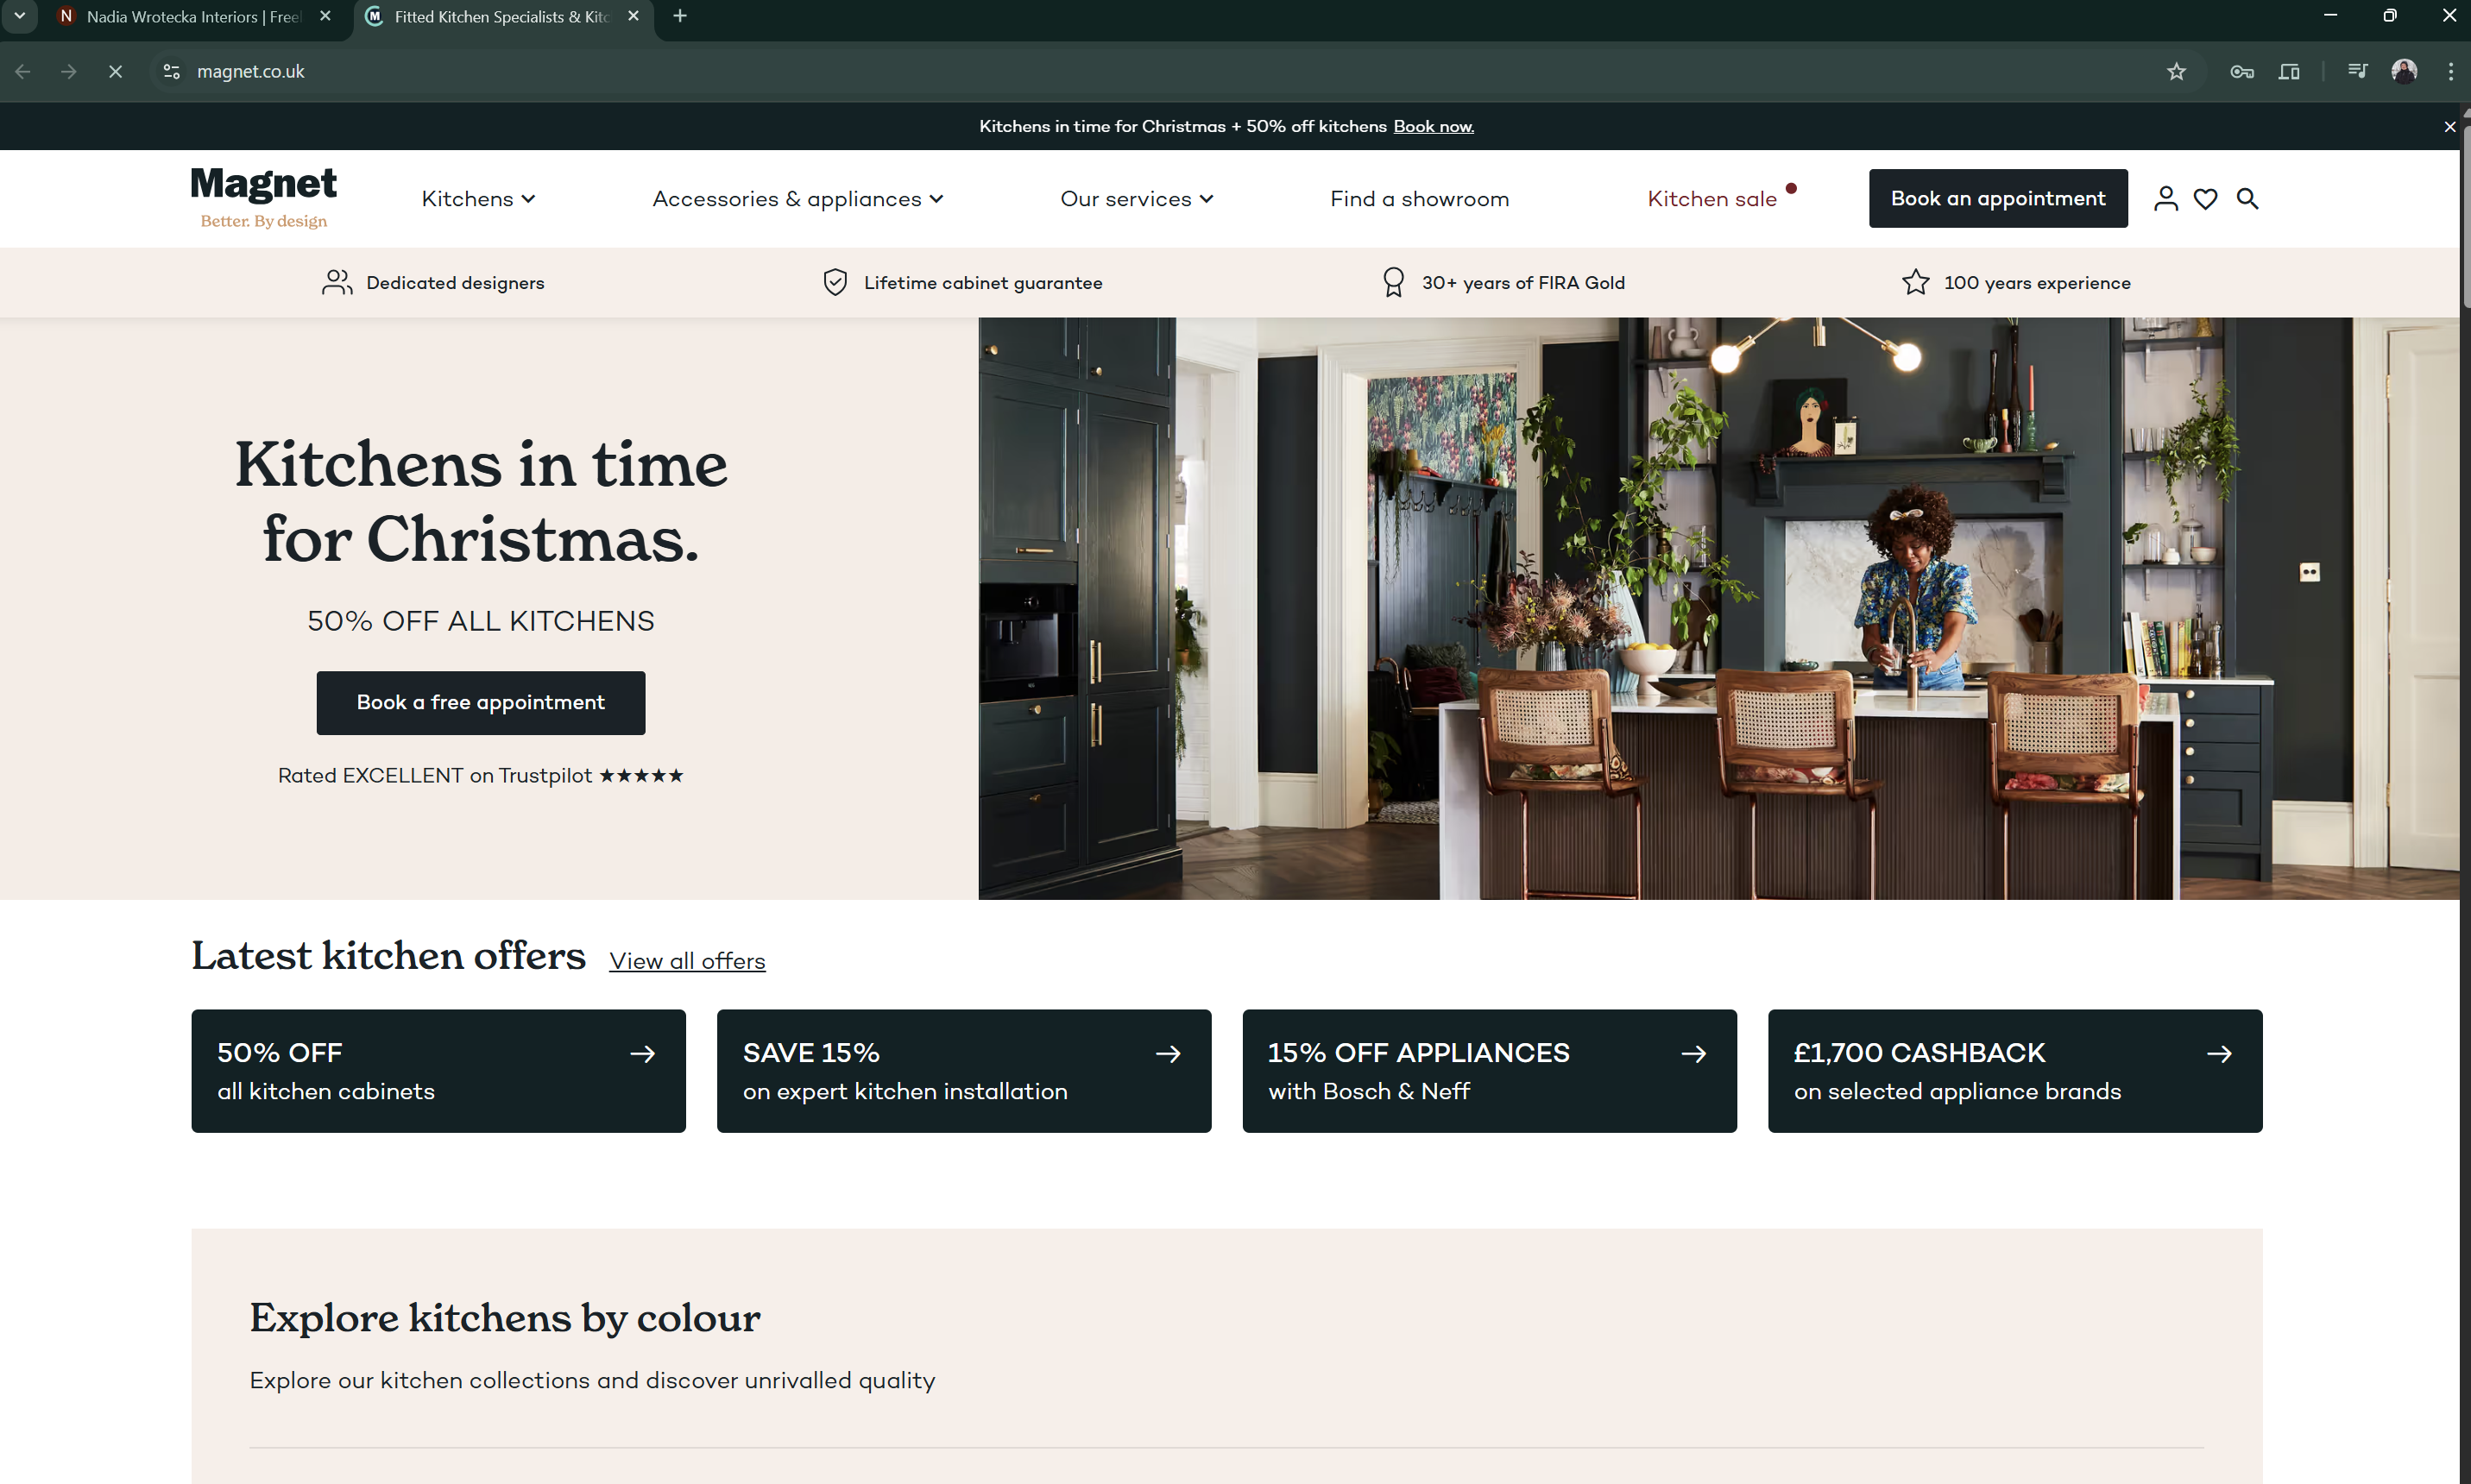 N Nadia Wrotecka Interiors | Freel
M Fitted Kitchen Specialists & Kitc
magnet.co.uk
Kitchens in time for Christmas + 50% off kitchens Book now.
Magnet
Better. By design
Kitchens
Accessories & appliances
Our services
Find a showroom
Kitchen sale
Book an appointment
Dedicated designers
Lifetime cabinet guarantee
30+ years of FIRA Gold
100 years experience
Kitchens in time
for Christmas.
50% OFF ALL KITCHENS
Book a free appointment
Rated EXCELLENT on Trustpilot ★★★★★
Latest kitchen offers View all offers
50% OFF
all kitchen cabinets
SAVE 15%
on expert kitchen installation
15% OFF APPLIANCES
with Bosch & Neff
£1,700 CASHBACK
on selected appliance brands
Explore kitchens by colour
Explore our kitchen collections and discover unrivalled quality